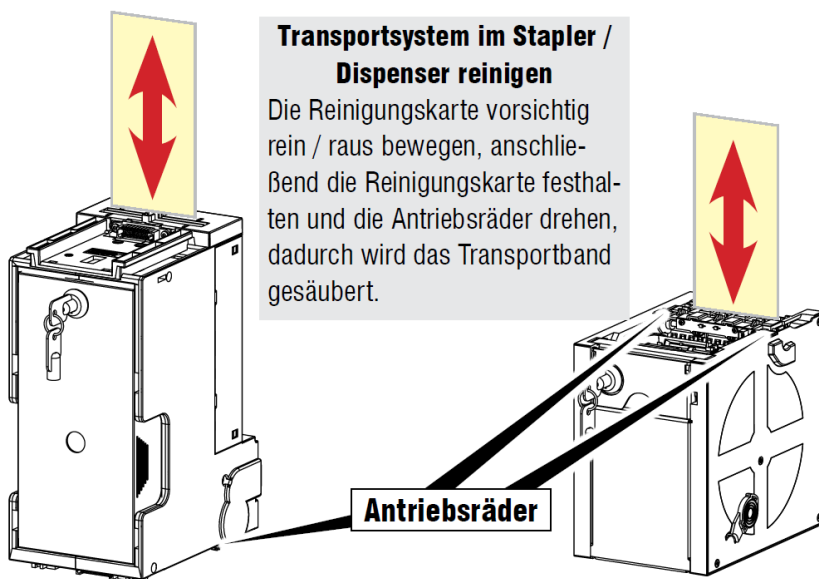 Transportsystem im Stapler /
Dispenser reinigen
Die Reinigungskarte vorsichtig
rein / raus bewegen, anschlie-
ßend die Reinigungskarte festhal-
ten und die Antriebsräder drehen,
dadurch wird das Transportband
gesäubert.
Antriebsräder